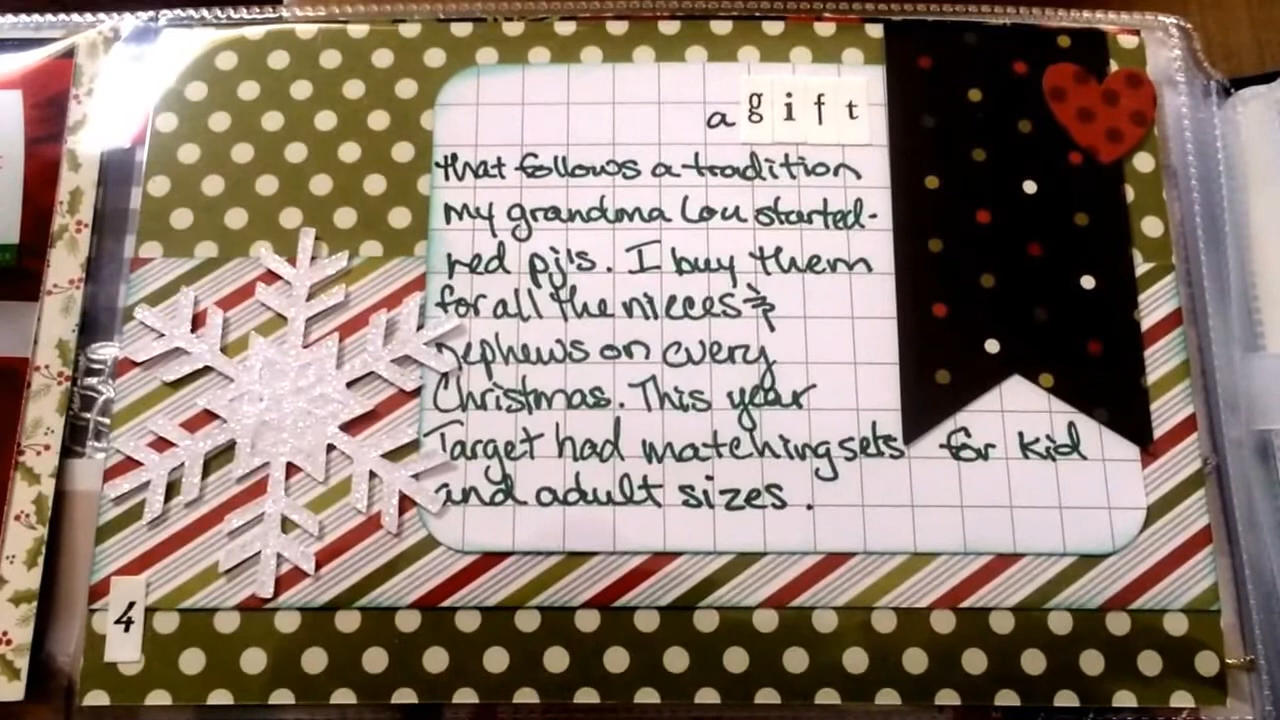 a gift
that follows a tradition
my grandma Lou started-
red pj's. I buy them
for all the nieces &
nephews on every
Christmas. This year
Target had matching sets for kid
and adult sizes.
4